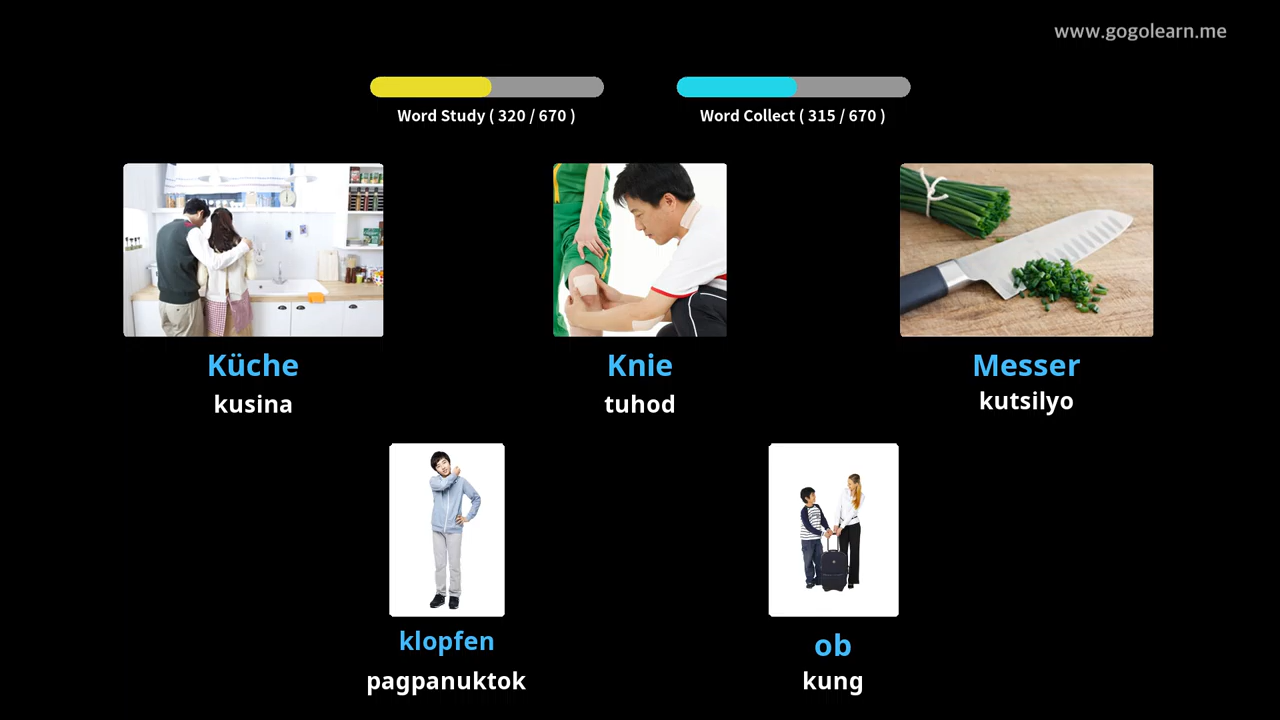 www.gogolearn.me
Word Study ( 320 / 670 )
Word Collect ( 315 / 670 )
Küche
kusina
Knie
tuhod
Messer
kutsilyo
klopfen
pagpanuktok
ob
kung